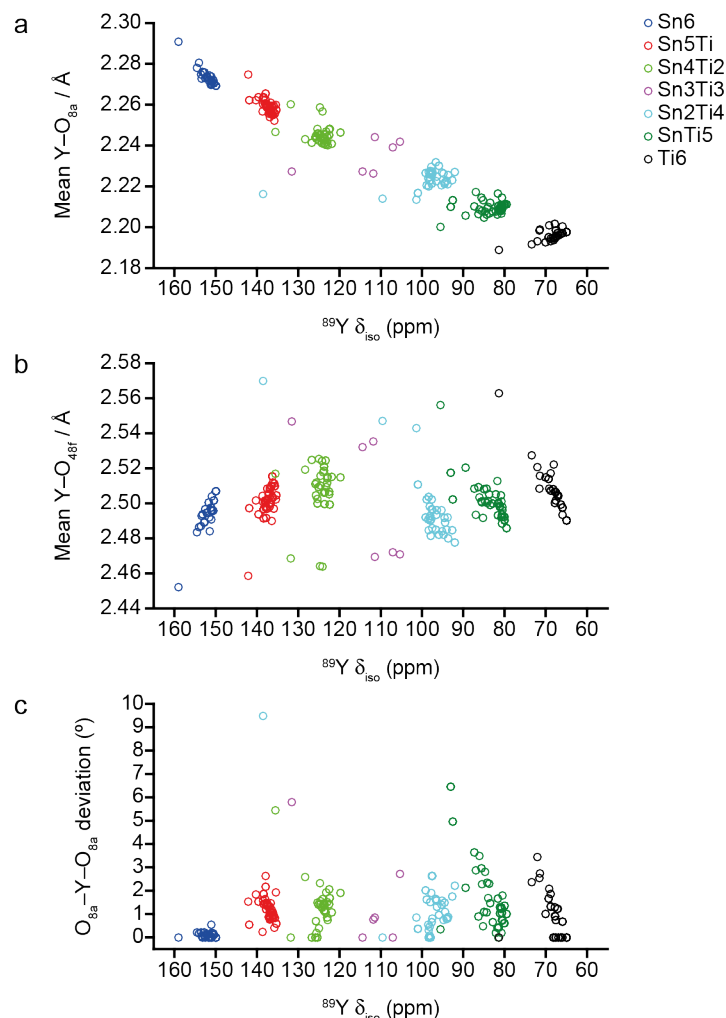 a
2.30
2.28
2.26
2.24
2.22
2.20
2.18
Mean Y–O8a / Å
160 150 140 130 120 110 100 90 80 70 60
89Y δiso (ppm)
Sn6
Sn5Ti
Sn4Ti2
Sn3Ti3
Sn2Ti4
SnTi5
Ti6
b
2.58
2.56
2.54
2.52
2.50
2.48
2.46
2.44
Mean Y–O48f / Å
160 150 140 130 120 110 100 90 80 70 60
89Y δiso (ppm)
c
10
9
8
7
6
5
4
3
2
1
0
O8a–Y–O8a deviation (º)
160 150 140 130 120 110 100 90 80 70 60
89Y δiso (ppm)